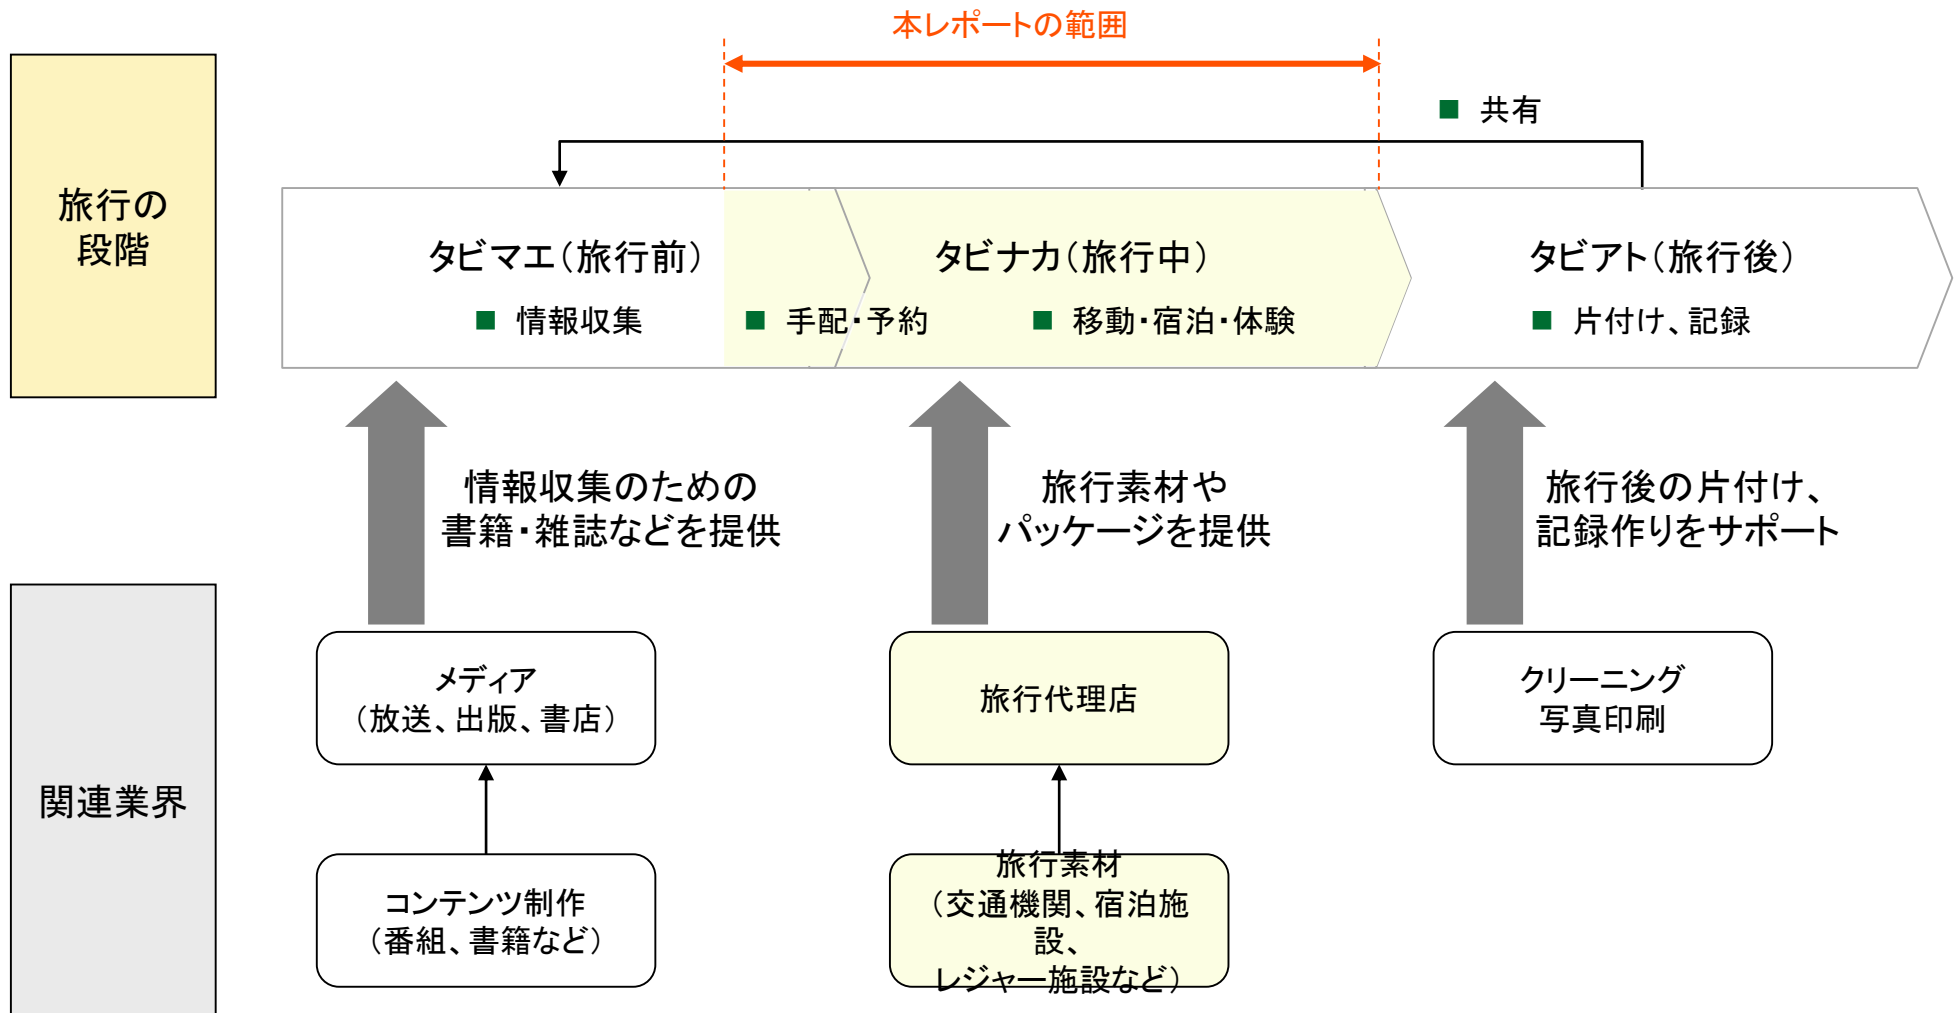 本レポートの範囲
■ 共有
旅行の
段階
タビマエ（旅行前）
タビナカ（旅行中）
タビアト（旅行後）
■ 情報収集
■ 手配・予約
■ 移動・宿泊・体験
■ 片付け、記録
情報収集のための
書籍・雑誌などを提供
旅行素材や
パッケージを提供
旅行後の片付け、
記録作りをサポート
関連業界
メディア
（放送、出版、書店）
旅行代理店
クリーニング
写真印刷
コンテンツ制作
（番組、書籍など）
旅行素材
（交通機関、宿泊施
設、
レジャー施設など）